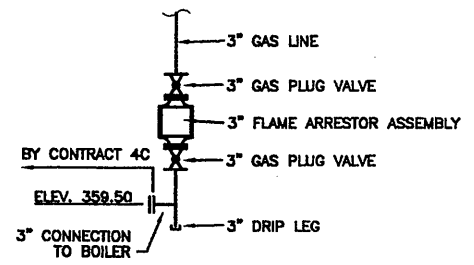 3" GAS LINE
3" GAS PLUG VALVE
3" FLAME ARRESTOR ASSEMBLY
BY CONTRACT 4C
3" GAS PLUG VALVE
ELEV. 359.50
3" DRIP LEG
3" CONNECTION
TO BOILER